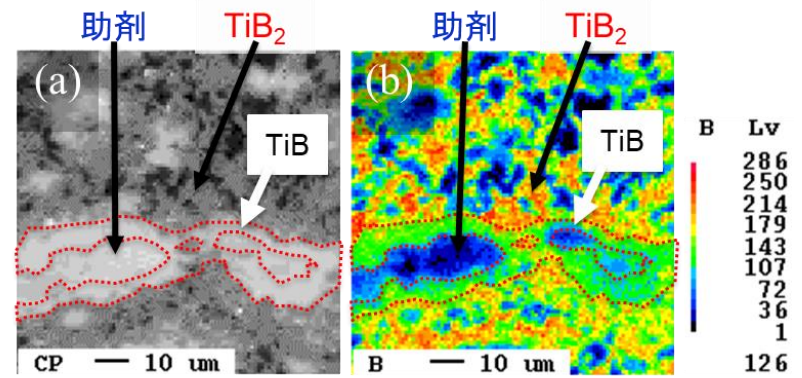 助剤 TiB2 助剤 TiB2
(a) (b)
TiB TiB
B Lv
286
250
214
179
143
107
72
36
1
126
CP 10 um B 10 um